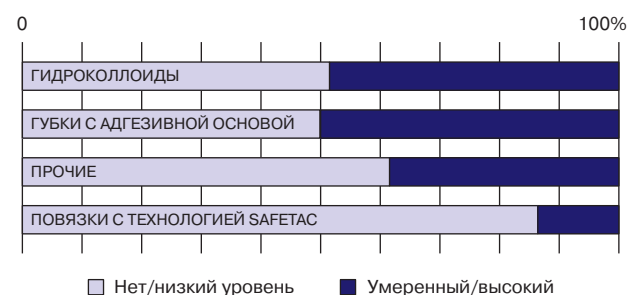 0 100%
ГИДРОКОЛЛОИДЫ
ГУБКИ С АДГЕЗИВНОЙ ОСНОВОЙ
ПРОЧИЕ
ПОВЯЗКИ С ТЕХНОЛОГИЕЙ SAFETAC
Нет/низкий уровень Умеренный/высокий